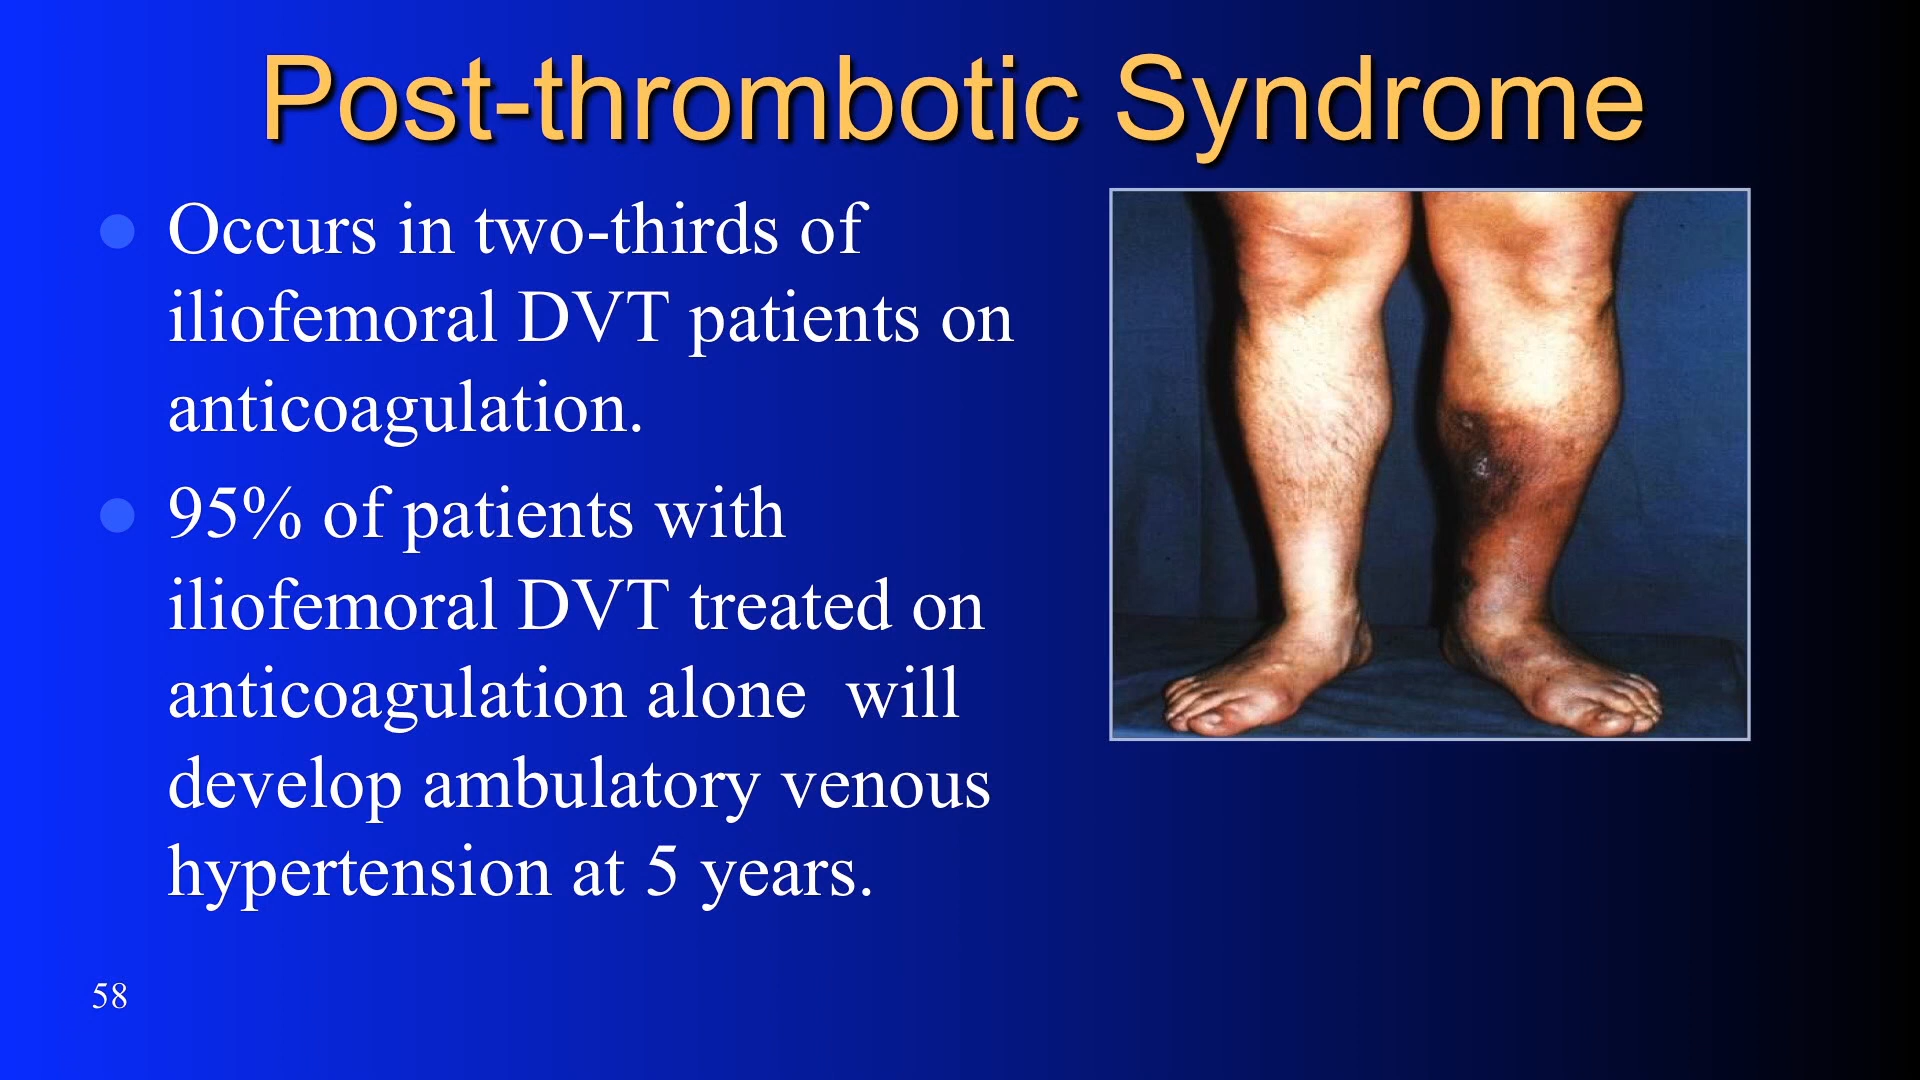 Post-thrombotic Syndrome
Occurs in two-thirds of
iliofemoral DVT patients on
anticoagulation.
95% of patients with
iliofemoral DVT treated on
anticoagulation alone  will
develop ambulatory venous
hypertension at 5 years.
58